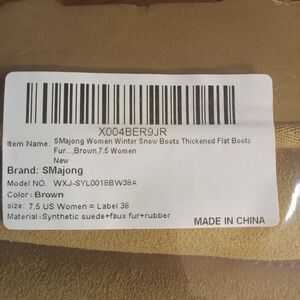 X004BER9JR
Item Name: SMajong Women Winter Snow Boots Thickened Flat Boots
Fur...,Brown,7.5 Women
New
Brand: SMajong
Model NO. WXJ-SYL0018BW38A
Color: Brown
size: 7.5 US Women = Label 38
Material:Synthetic suede+faux fur+rubber
MADE IN CHINA